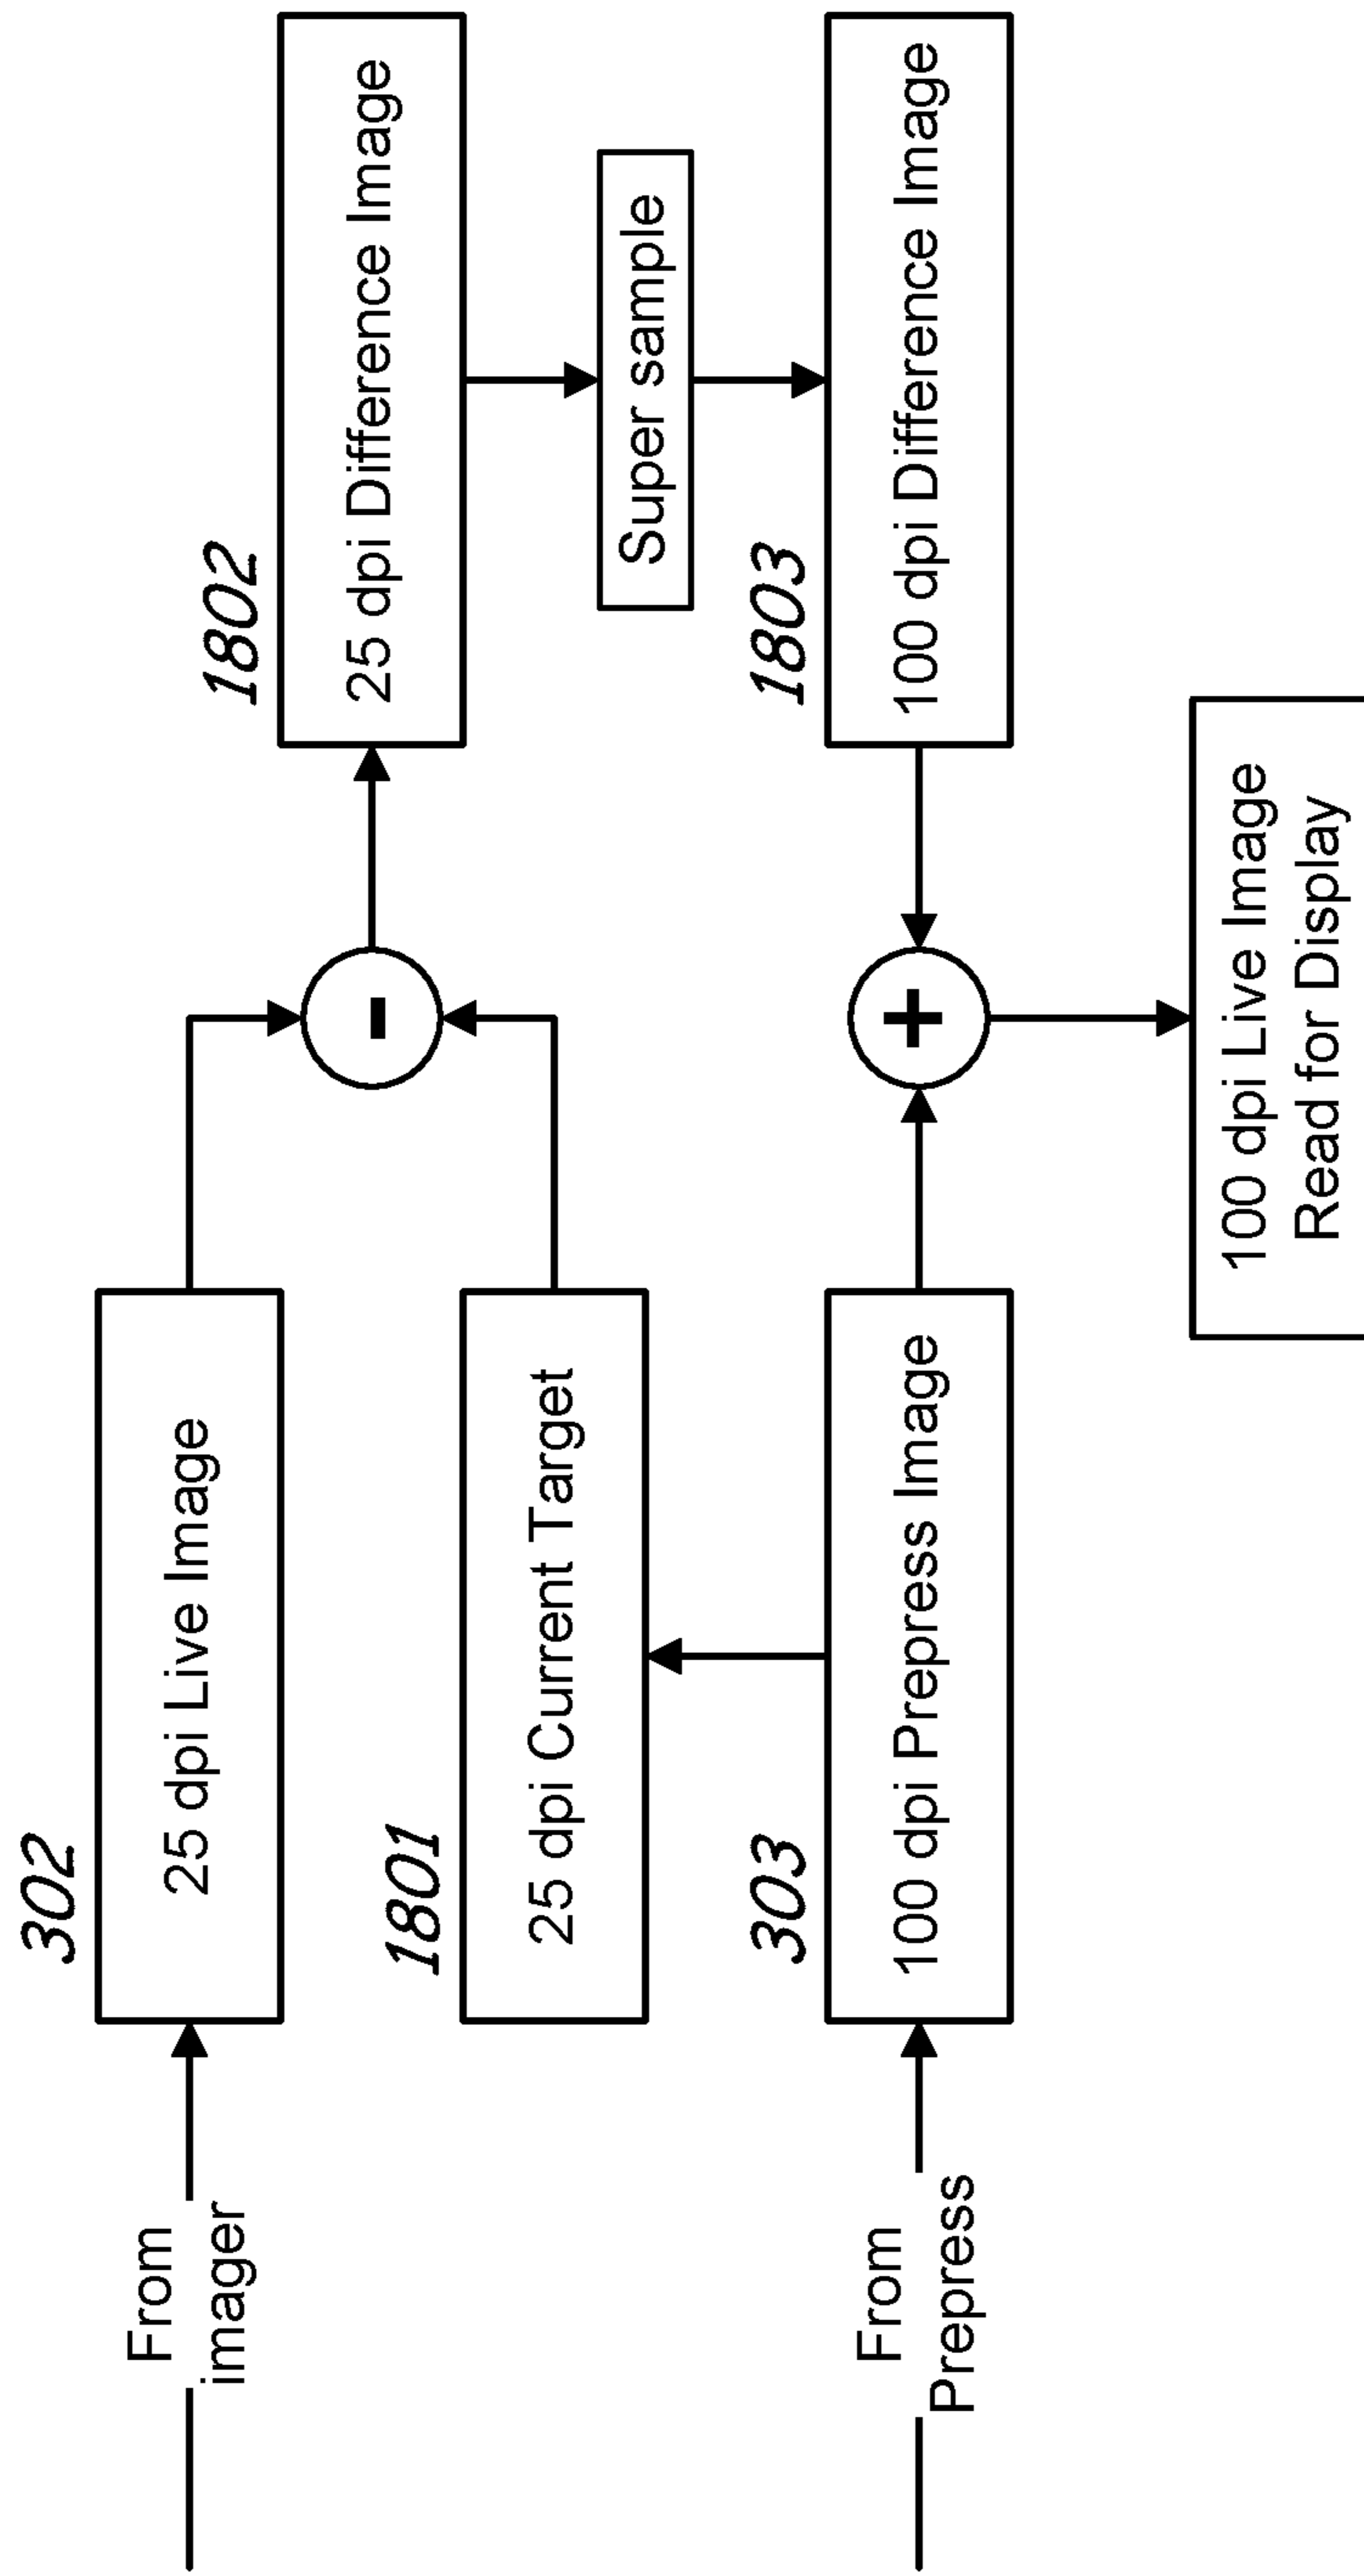 302
From
imager
25 dpi Live Image
1802
25 dpi Difference Image
-
1801
25 dpi Current Target
Super sample
303
From
Prepress
100 dpi Prepress Image
+
1803
100 dpi Difference Image
100 dpi Live Image
Read for Display